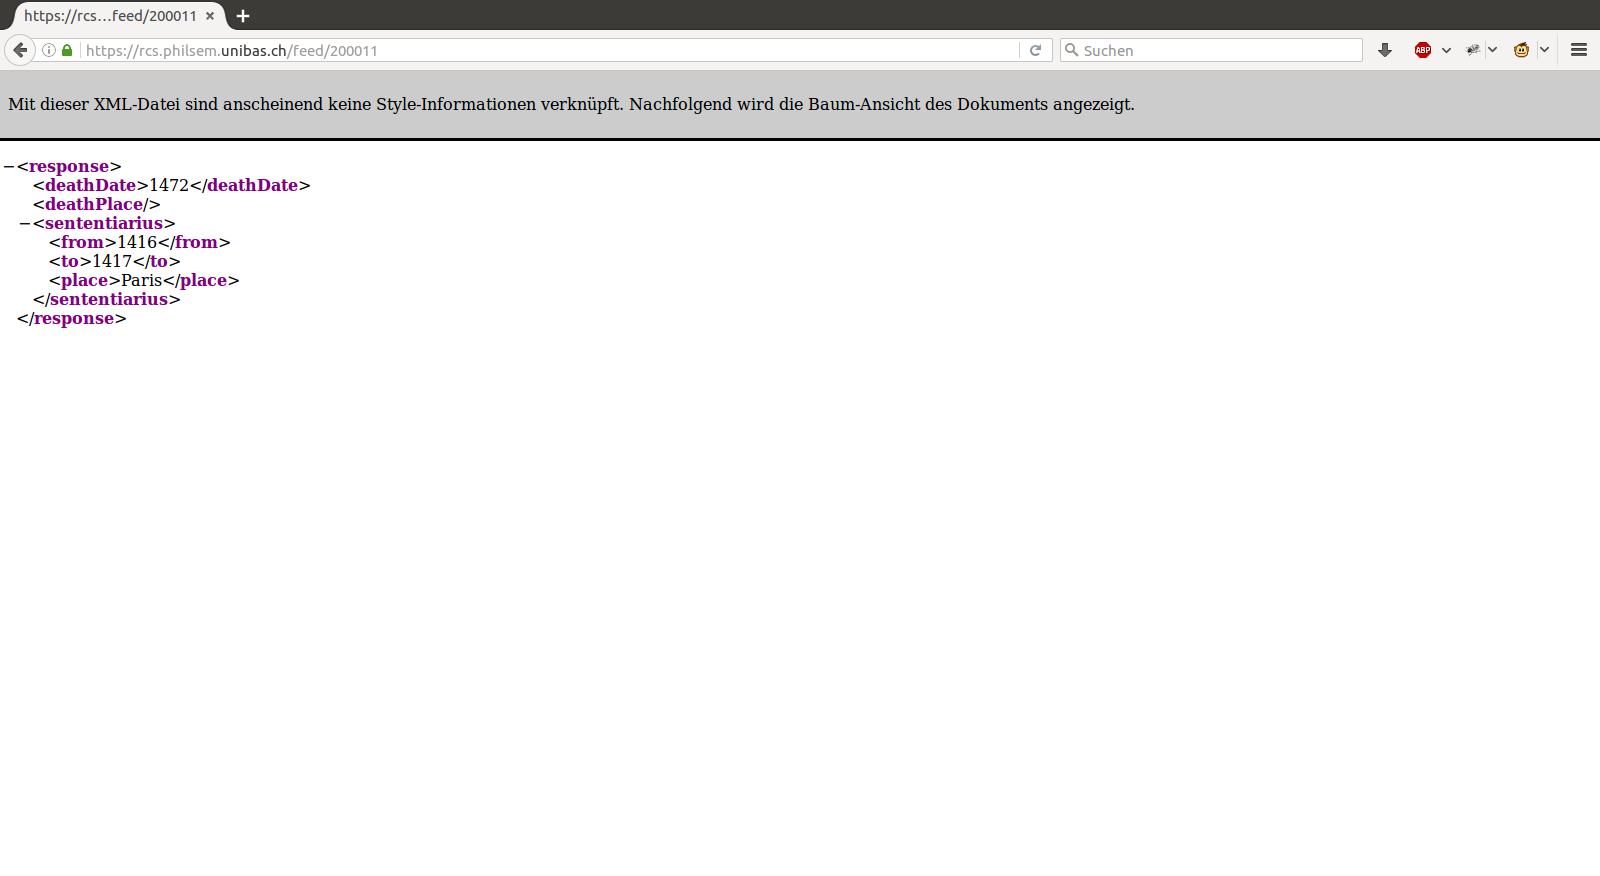 https://rcs…feed/200011
https://rcs.philsem.unibas.ch/feed/200011
Suchen
ABP
Mit dieser XML-Datei sind anscheinend keine Style-Informationen verknüpft. Nachfolgend wird die Baum-Ansicht des Dokuments angezeigt.
−<response>
<deathDate>1472</deathDate>
<deathPlace/>
−<sententiarius>
<from>1416</from>
<to>1417</to>
<place>Paris</place>
</sententiarius>
</response>